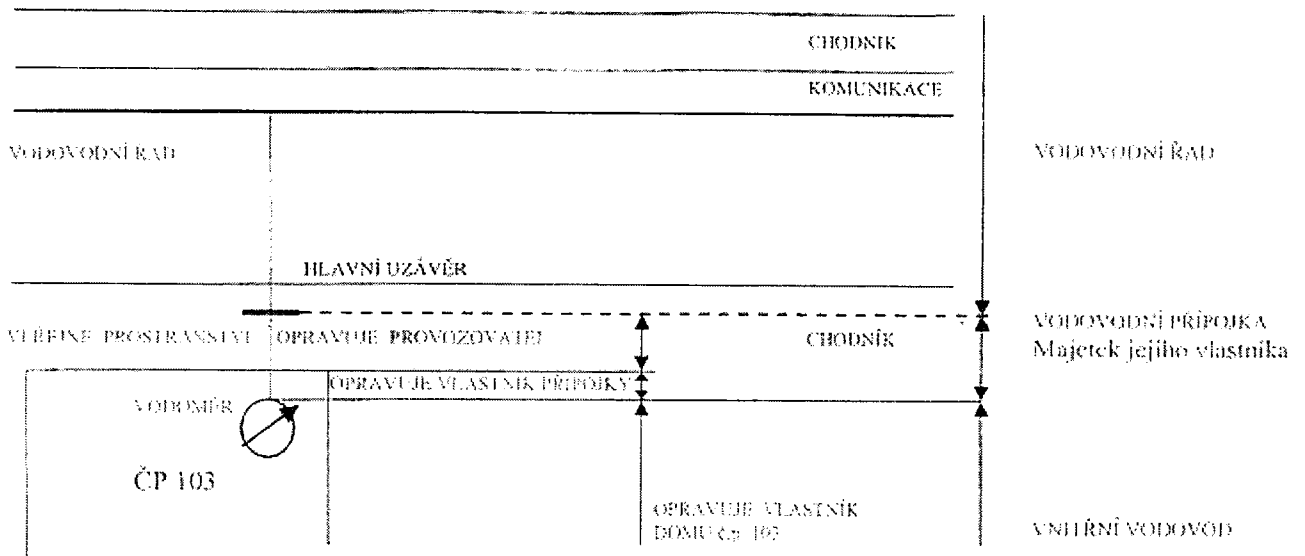 CHODNÍK
KOMUNIKACE
VODOVODNÍ ŘAD
VODOVODNÍ ŘAD
HLAVNÍ UZÁVĚR
VEŘEJNÉ PROSTRANSTVÍ
OPRAVUJE PROVOZOVATEL
CHODNÍK
VODOVODNÍ PŘÍPOJKA
Majetek jejího vlastníka
OPRAVUJE VLASTNÍK PŘÍPOJKY
VODOMĚR
ČP 103
OPRAVUJE VLASTNÍK
DOMU č.p. 103
VNITŘNÍ VODOVOD